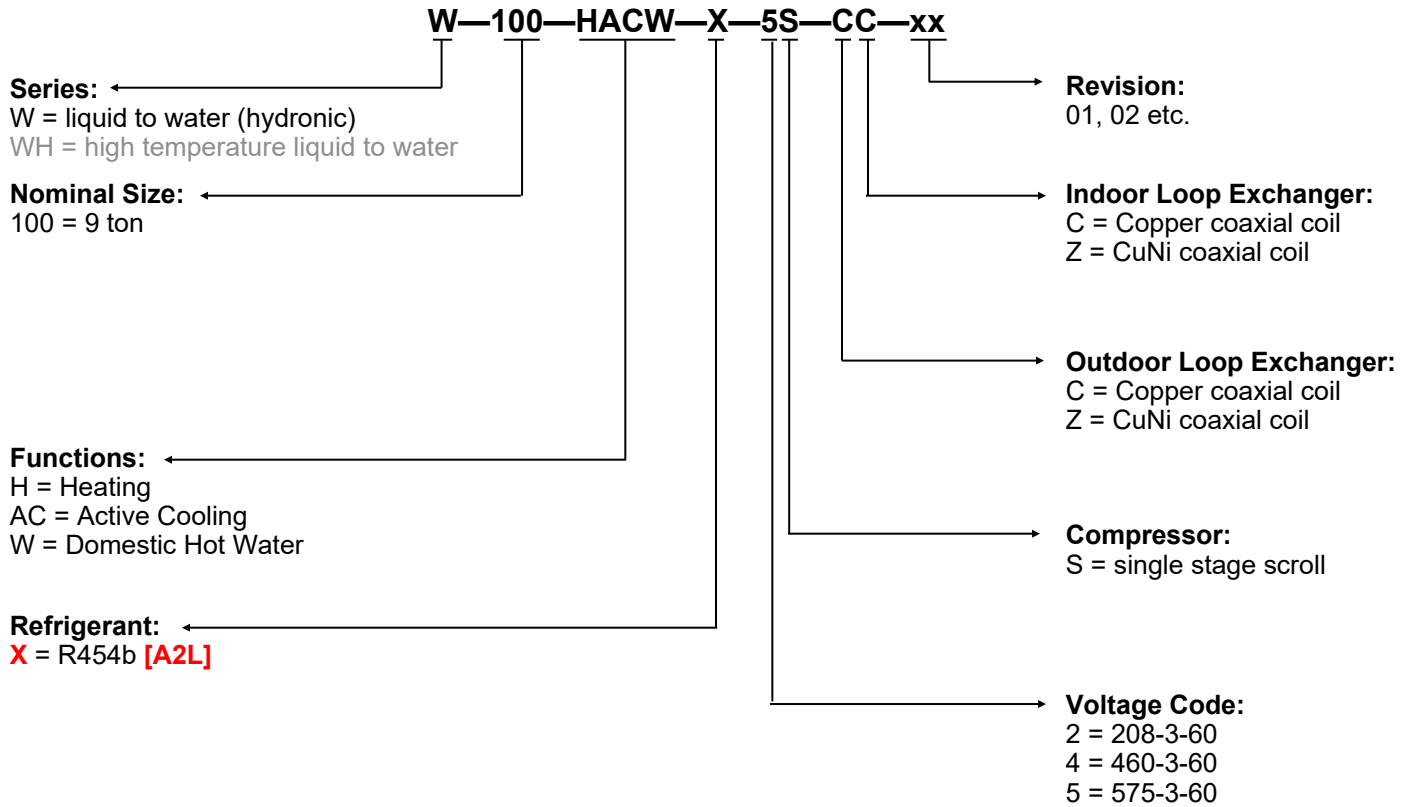 W—100—HACW—X—5S—CC—xx
Series:
W = liquid to water (hydronic)
WH = high temperature liquid to water
Nominal Size:
100 = 9 ton
Functions:
H = Heating
AC = Active Cooling
W = Domestic Hot Water
Refrigerant:
X = R454b [A2L]
Revision:
01, 02 etc.
Indoor Loop Exchanger:
C = Copper coaxial coil
Z = CuNi coaxial coil
Outdoor Loop Exchanger:
C = Copper coaxial coil
Z = CuNi coaxial coil
Compressor:
S = single stage scroll
Voltage Code:
2 = 208-3-60
4 = 460-3-60
5 = 575-3-60